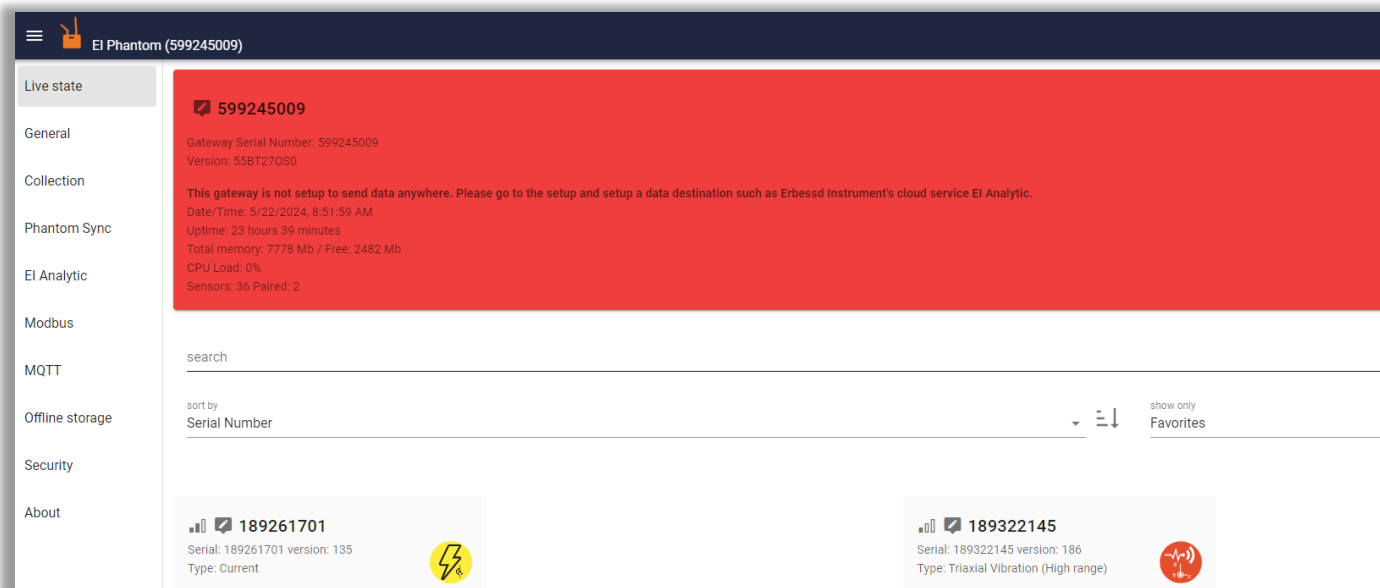 EI Phantom (599245009)
Live state
General
Collection
Phantom Sync
EI Analytic
Modbus
MQTT
Offline storage
Security
About
599245009
Gateway Serial Number: 599245009
Version: 55BT27OS0
This gateway is not setup to send data anywhere. Please go to the setup and setup a data destination such as Erbessd Instrument's cloud service EI Analytic.
Date/Time: 5/22/2024, 8:51:59 AM
Uptime: 23 hours 39 minutes
Total memory: 7778 Mb / Free: 2482 Mb
CPU Load: 0%
Sensors: 36 Paired: 2
search
sort by
Serial Number
show only
Favorites
189261701
Serial: 189261701 version: 135
Type: Current
189322145
Serial: 189322145 version: 186
Type: Triaxial Vibration (High range)